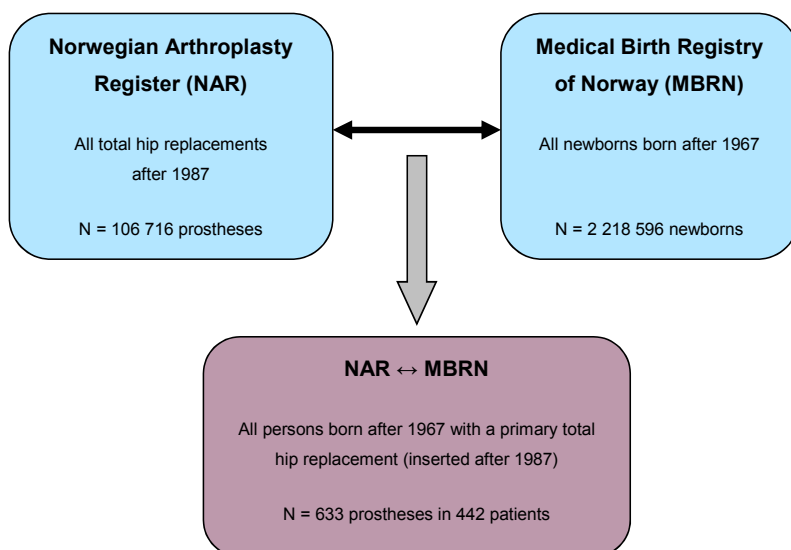 Norwegian Arthroplasty
Register (NAR)
All total hip replacements
after 1987
N = 106 716 prostheses
Medical Birth Registry
of Norway (MBRN)
All newborns born after 1967
N = 2 218 596 newborns
NAR ↔ MBRN
All persons born after 1967 with a primary total
hip replacement (inserted after 1987)
N = 633 prostheses in 442 patients